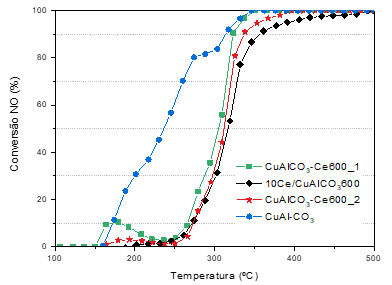 100
80
60
40
20
0
Conversão NO (%)
CuAlCO₃-Ce600_1
10Ce/CuAlCO₃600
CuAlCO₃-Ce600_2
CuAl-CO₃
100
200
300
400
500
Temperatura (ºC)